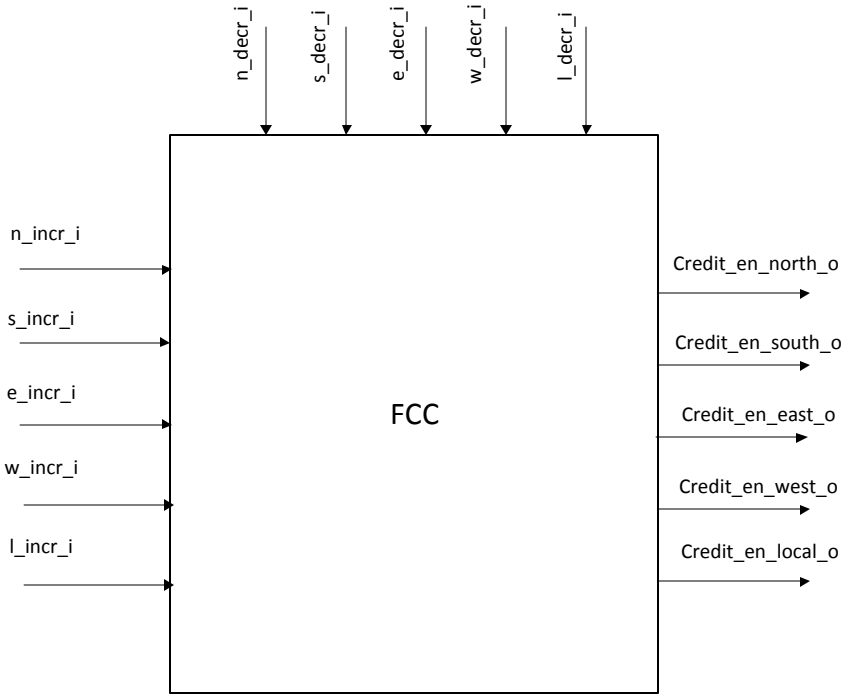 n_decr_i
s_decr_i
e_decr_i
w_decr_i
l_decr_i
n_incr_i
s_incr_i
e_incr_i
w_incr_i
l_incr_i
FCC
Credit_en_north_o
Credit_en_south_o
Credit_en_east_o
Credit_en_west_o
Credit_en_local_o